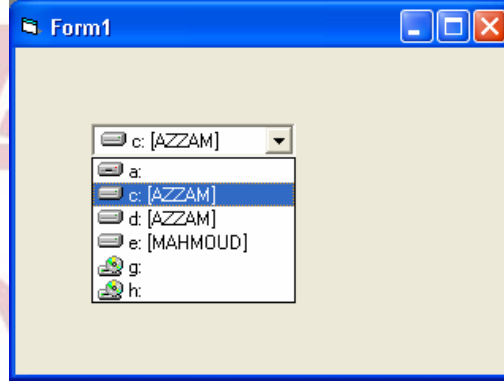 Form1
c: [AZZAM]
a:
c: [AZZAM]
d: [AZZAM]
e: [MAHMOUD]
g:
h: